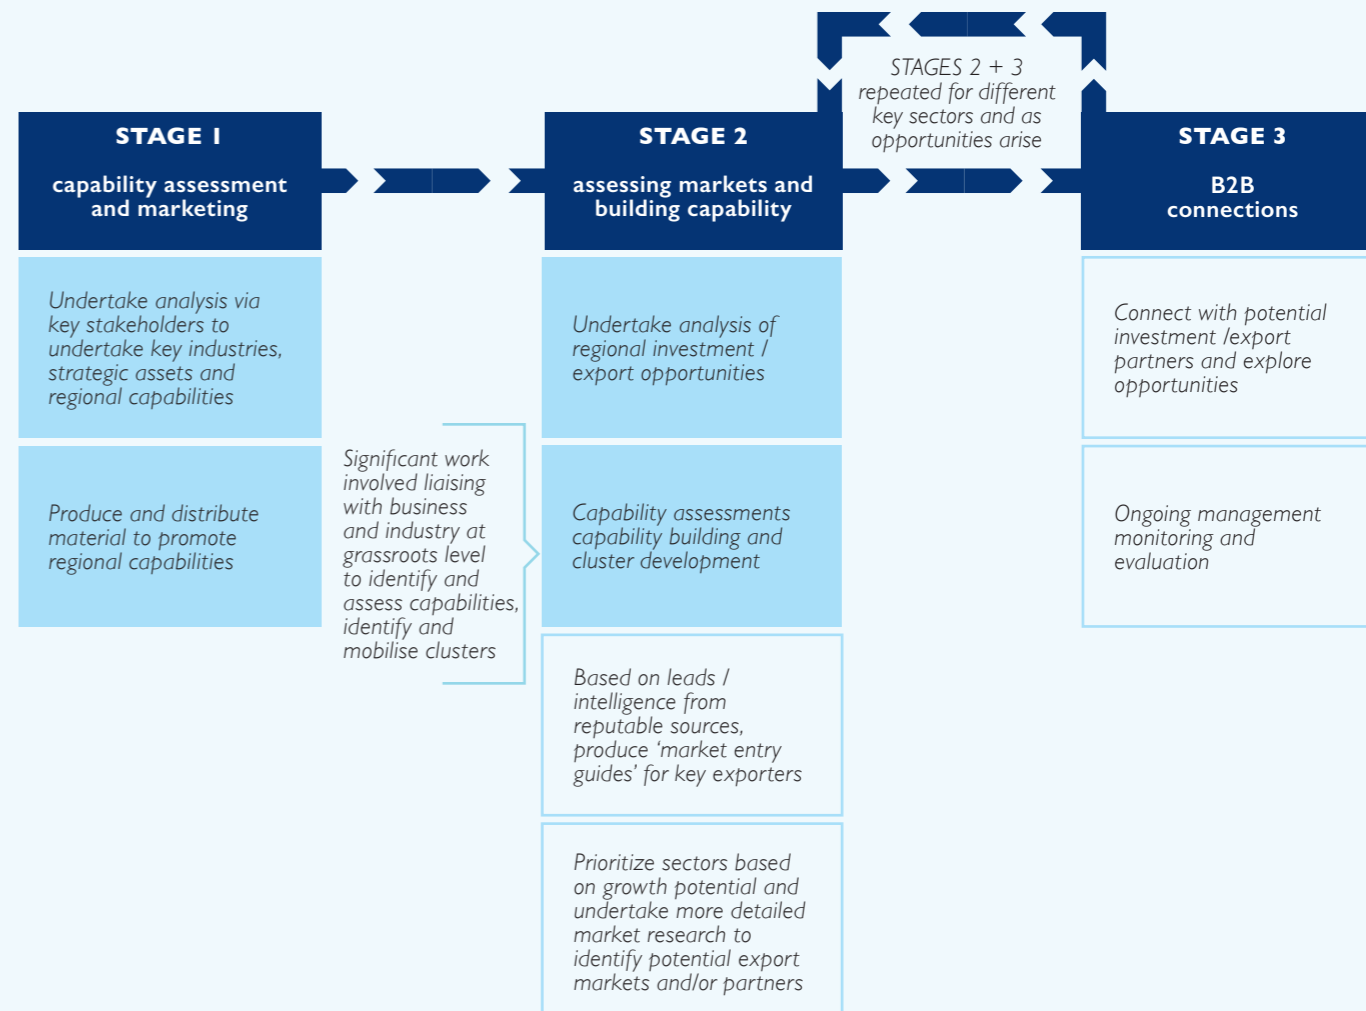 STAGES 2 + 3
repeated for different
key sectors and as
opportunities arise
STAGE 1
capability assessment
and marketing
STAGE 2
assessing markets and
building capability
STAGE 3
B2B
connections
Undertake analysis via
key stakeholders to
undertake key industries,
strategic assets and
regional capabilities
Produce and distribute
material to promote
regional capabilities
Significant work
involved liaising
with business
and industry at
grassroots level
to identify and
assess capabilities,
identify and
mobilise clusters
Undertake analysis of
regional investment /
export opportunities
Capability assessments
capability building and
cluster development
Based on leads /
intelligence from
reputable sources,
produce ‘market entry
guides’ for key exporters
Prioritize sectors based
on growth potential and
undertake more detailed
market research to
identify potential export
markets and/or partners
Connect with potential
investment /export
partners and explore
opportunities
Ongoing management
monitoring and
evaluation